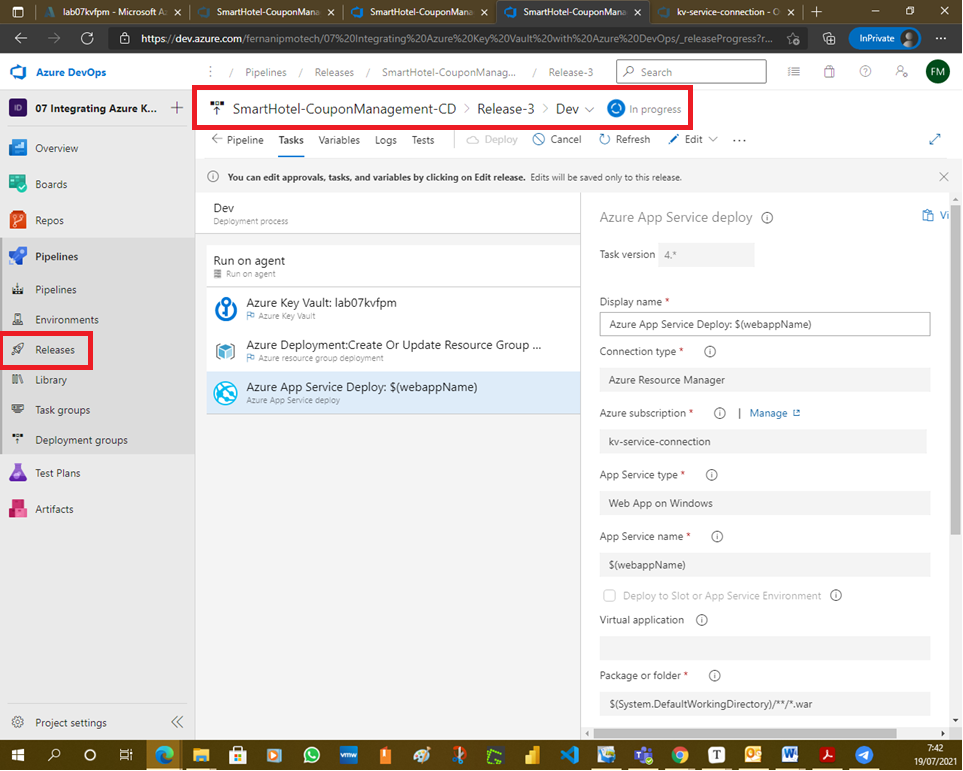 lab07kvfpm - Microsoft A
SmartHotel-CouponMana
SmartHotel-CouponMana
SmartHotel-CouponMana
kv-service-connection - O
https://dev.azure.com/fernanipmotech/07%20Integrating%20Azure%20Key%20Vault%20with%20Azure%20DevOps/_releaseProgress?r...
InPrivate
Azure DevOps
/ Pipelines / Releases / SmartHotel-CouponManag... / Release-3
Search
FM
ID
07 Integrating Azure K...
Overview
Boards
Repos
Pipelines
Pipelines
Environments
Releases
Library
Task groups
Deployment groups
Test Plans
Artifacts
Project settings
SmartHotel-CouponManagement-CD > Release-3 > Dev In progress
Pipeline Tasks Variables Logs Tests Deploy Cancel Refresh Edit ...
You can edit approvals, tasks, and variables by clicking on Edit release. Edits will be saved only to this release.
Dev
Deployment process
Run on agent
Run on agent
Azure Key Vault: lab07kvfpm
Azure Key Vault
Azure Deployment:Create Or Update Resource Group ...
Azure resource group deployment
Azure App Service Deploy: $(webappName)
Azure App Service deploy
Azure App Service deploy
Vi
Task version 4.*
Display name *
Azure App Service Deploy: $(webappName)
Connection type *
Azure Resource Manager
Azure subscription * | Manage
kv-service-connection
App Service type *
Web App on Windows
App Service name *
$(webappName)
Deploy to Slot or App Service Environment
Virtual application
Package or folder *
$(System.DefaultWorkingDirectory)/**/*.war
7:42
19/07/2021